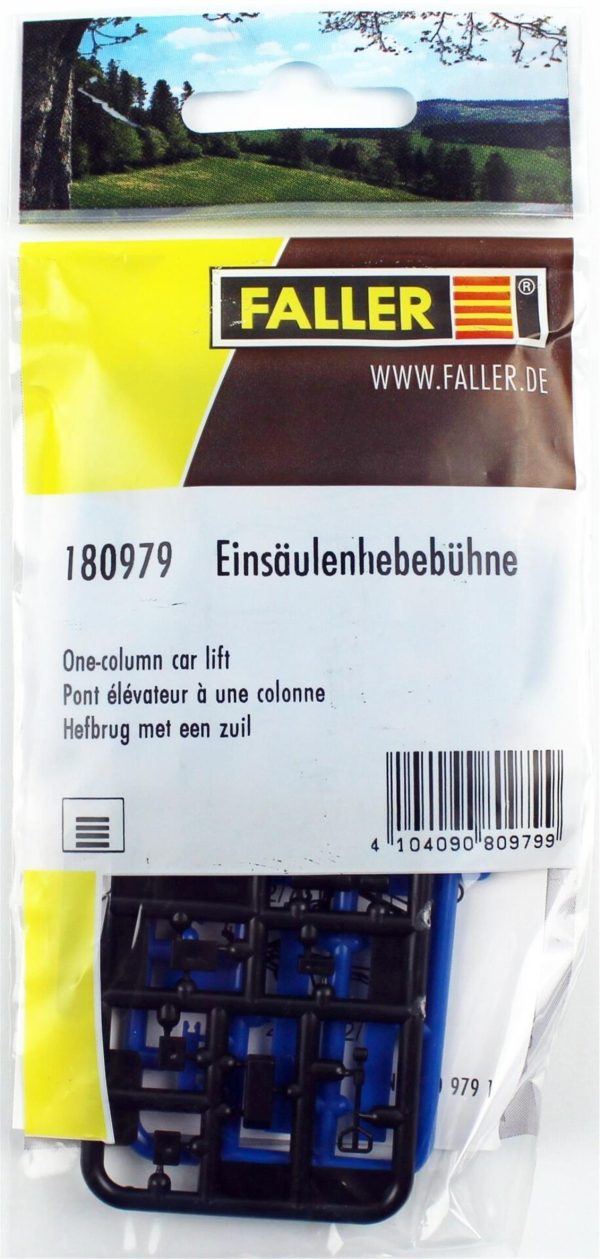 FALLER ®
WWW.FALLER.DE
180979 Einsäulenhebebühne
One-column car lift
Pont élévateur à une colonne
Hefbrug met een zuil
4 104090 809799
979 1